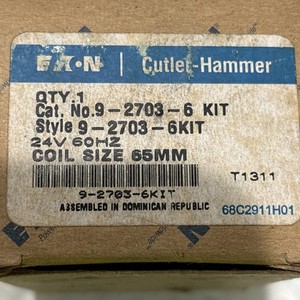 EATON Cutler-Hammer
QTY.1
Cat. No.9-2703-6 KIT
Style 9-2703-6KIT
24V 60HZ
COIL SIZE 65MM
9-2703-6KIT
T1311
ASSEMBLED IN DOMINICAN REPUBLIC
68C2911H01